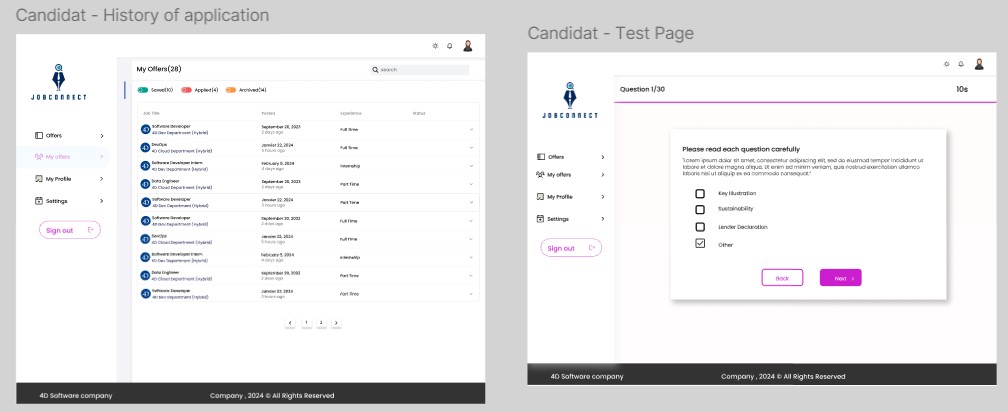 Candidat - History of application
JOBCONNECT
Offers
My offers
My Profile
Settings
Sign out
My Offers(28)
search
Saved(10) Applied(4) Archived(14)
Job Title Posted Experience Status
Software Developer September 20, 2023
4D Dev Department (Hybrid) 2 days ago Full Time
DevOps Janvier 22, 2024
4D Cloud Department (Hybrid) 5 hours ago Full Time
Software Developer Intern February 5, 2024
4D Dev Department (Hybrid) 4 days ago Internship
Data Engineer September 20, 2023
4D Cloud Department (Hybrid) 2 days ago Part Time
Software Developer Janvier 22, 2024
4D Dev Department (Hybrid) 5 hours ago Part Time
Software Developer September 20, 2023
4D Dev Department (Hybrid) 2 days ago Full Time
DevOps Janvier 22, 2024
4D Cloud Department (Hybrid) 5 hours ago Full Time
Software Developer Intern February 5, 2024
4D Dev Department (Hybrid) 4 days ago Internship
Data Engineer September 20, 2023
4D Cloud Department (Hybrid) 2 days ago Part Time
Software Developer Janvier 22, 2024
4D Dev Department (Hybrid) 5 hours ago Part Time
1 2
4D Software company Company , 2024 © All Rights Reserved
Candidat - Test Page
JOBCONNECT
Offers
My offers
My Profile
Settings
Sign out
Question 1/30 10s
Please read each question carefully
"Lorem ipsum dolor sit amet, consectetur adipiscing elit, sed do eiusmod tempor incididunt ut
labore et dolore magna aliqua. Ut enim ad minim veniam, quis nostrud exercitation ullamco
laboris nisi ut aliquip ex ea commodo consequat."
Key Illustration
Sustainability
Lender Declaration
Other
Back Next
4D Software company Company , 2024 © All Rights Reserved